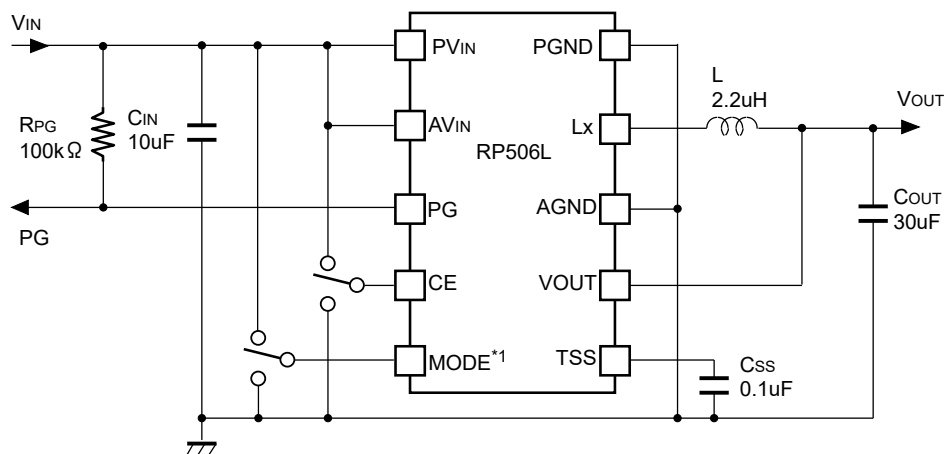 VIN
PVIN
PGND
L
2.2uH
VOUT
RPG
100kΩ
CIN
10uF
AVIN
Lx
RP506L
PG
PG
AGND
COUT
30uF
CE
VOUT
MODE*1
TSS
CSS
0.1uF